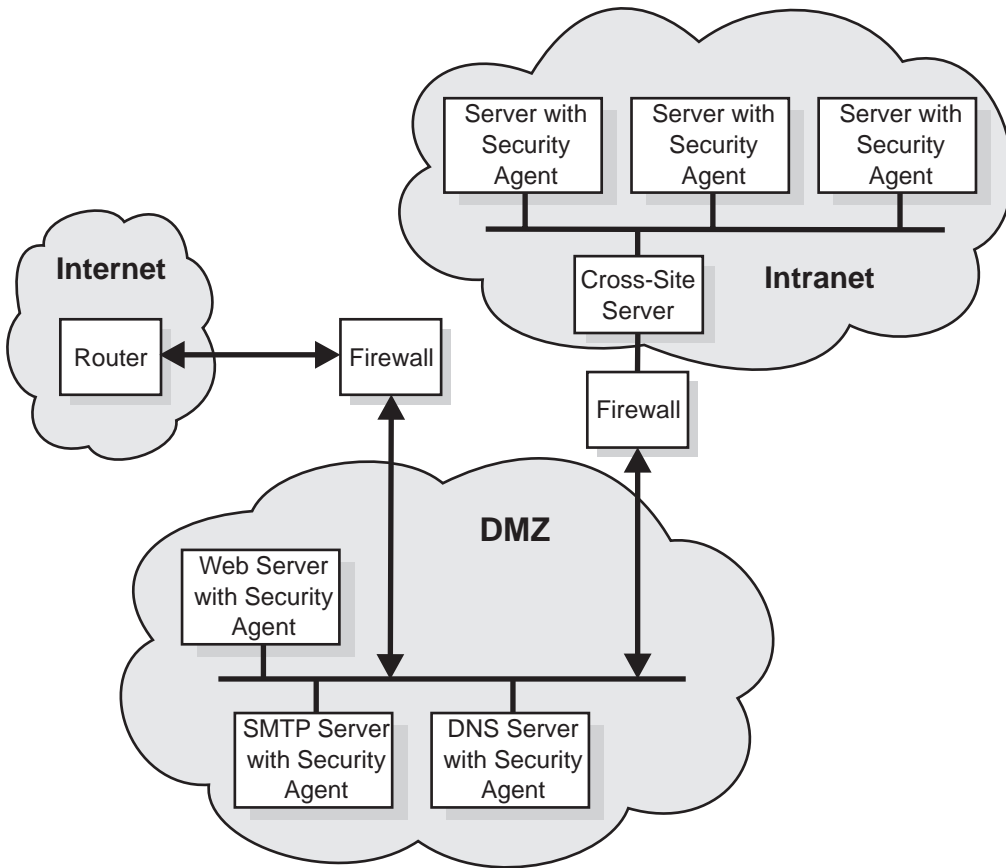 Server with
Security
Agent
Server with
Security
Agent
Server with
Security
Agent
Internet
Cross-Site
Server
Intranet
Router
Firewall
Firewall
DMZ
Web Server
with Security
Agent
SMTP Server
with Security
Agent
DNS Server
with Security
Agent